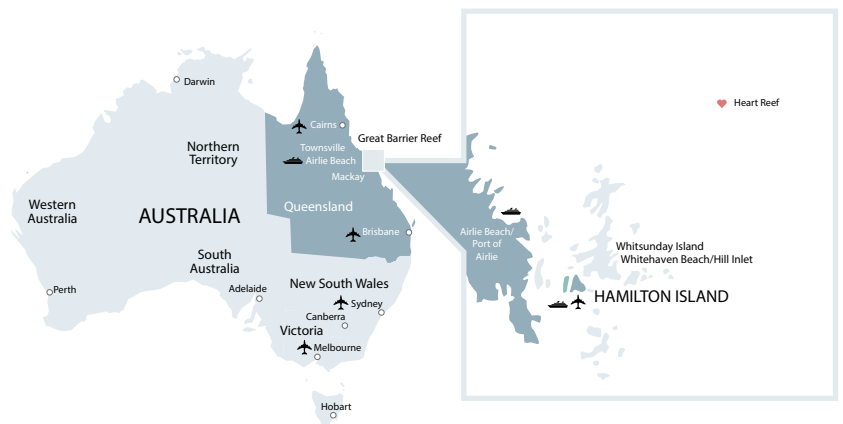 Darwin
Cairns
Great Barrier Reef
Northern
Territory
Townsville
Airlie Beach
Mackay
Western
Australia
AUSTRALIA
Queensland
Brisbane
South
Australia
Perth
Adelaide
New South Wales
Sydney
Canberra
Victoria
Melbourne
Hobart
Heart Reef
Airlie Beach/
Port of
Airlie
Whitsunday Island
Whitehaven Beach/Hill Inlet
HAMILTON ISLAND